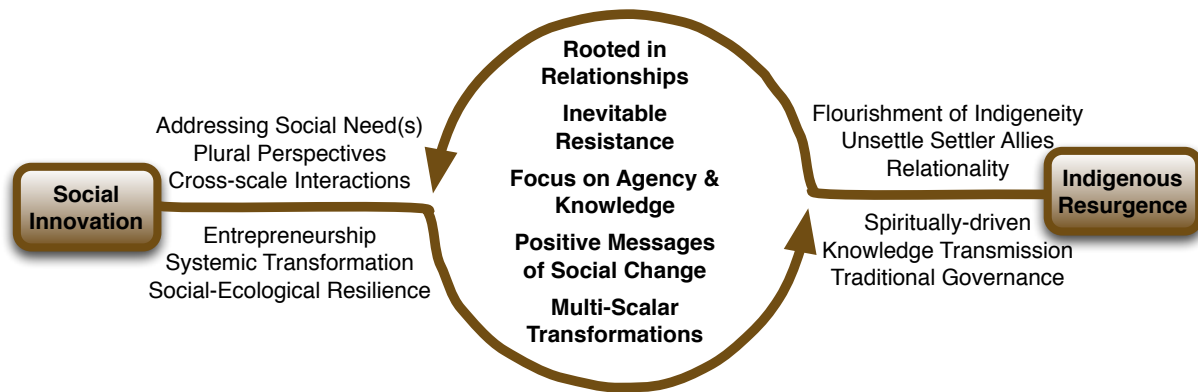 Social
Innovation
Addressing Social Need(s)
Plural Perspectives
Cross-scale Interactions
Entrepreneurship
Systemic Transformation
Social-Ecological Resilience
Rooted in
Relationships
Inevitable
Resistance
Focus on Agency &
Knowledge
Positive Messages
of Social Change
Multi-Scalar
Transformations
Flourishment of Indigeneity
Unsettle Settler Allies
Relationality
Spiritually-driven
Knowledge Transmission
Traditional Governance
Indigenous
Resurgence